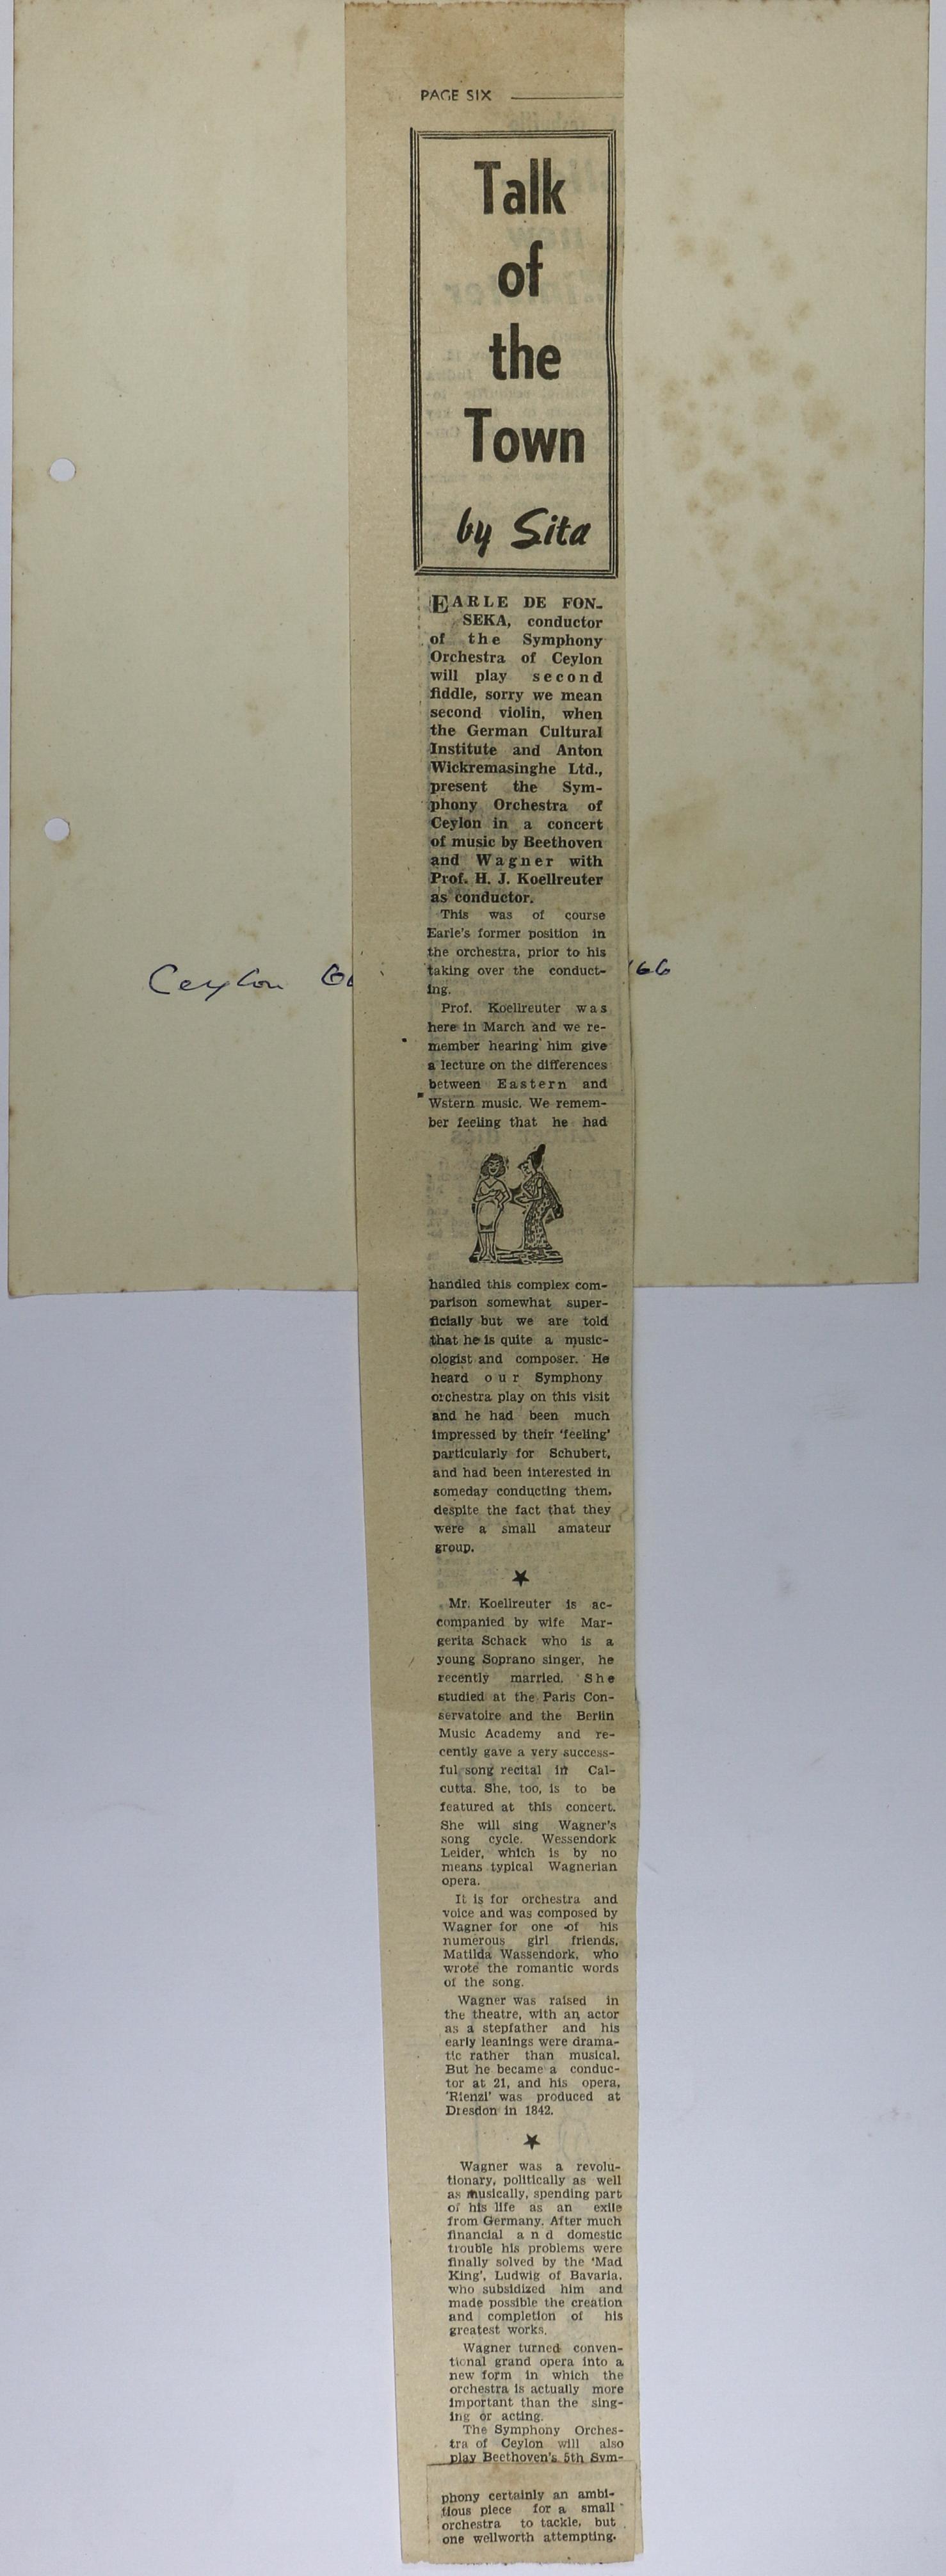 PAGE SIX
Talk
of
the
Town
by Sita
EARLE DE FON-
SEKA, conductor
of the Symphony
Orchestra of Ceylon
will play second
fiddle, sorry we mean
second violin, when
the German Cultural
Institute and Anton
Wickremasinghe Ltd.,
present the Sym-
phony Orchestra of
Ceylon in a concert
of music by Beethoven
and Wagner with
Prof. H. J. Koellreuter
as conductor.
This was of course
Earle's former position in
the orchestra, prior to his
taking over the conduct-
ing.
Ceylon
'66
Prof. Koellreuter was
here in March and we re-
member hearing him give
a lecture on the differences
between Eastern and
Wstern music. We remem-
ber feeling that he had
handled this complex com-
parison somewhat super-
ficially but we are told
that he is quite a music-
ologist and composer. He
heard our Symphony
orchestra play on this visit
and he had been much
impressed by their 'feeling'
particularly for Schubert,
and had been interested in
someday conducting them,
despite the fact that they
were a small amateur
group.
Mr. Koellreuter is ac-
companied by wife Mar-
gerita Schack who is a
young Soprano singer, he
recently married. She
studied at the Paris Con-
servatoire and the Berlin
Music Academy and re-
cently gave a very success-
ful song recital in Cal-
cutta. She, too, is to be
featured at this concert.
She will sing Wagner's
song cycle. Wessendork
Leider, which is by no
means typical Wagnerian
opera.
It is for orchestra and
voice and was composed by
Wagner for one of his
numerous girl friends,
Matilda Wassendork, who
wrote the romantic words
of the song.
Wagner was raised in
the theatre, with an actor
as a stepfather and his
early leanings were drama-
tic rather than musical.
But he became a conduc-
tor at 21, and his opera,
'Rienzi' was produced at
Dresdon in 1842.
Wagner was a revolu-
tionary, politically as well
as musically, spending part
of his life as an exile
from Germany. After much
financial and domestic
trouble his problems were
finally solved by the 'Mad
King', Ludwig of Bavaria,
who subsidized him and
made possible the creation
and completion of his
greatest works.
Wagner turned conven-
tional grand opera into a
new form in which the
orchestra is actually more
important than the sing-
ing or acting.
The Symphony Orches-
tra of Ceylon will also
play Beethoven's 5th Sym-
phony certainly an ambi-
tious piece for a small
orchestra to tackle, but
one wellworth attempting.